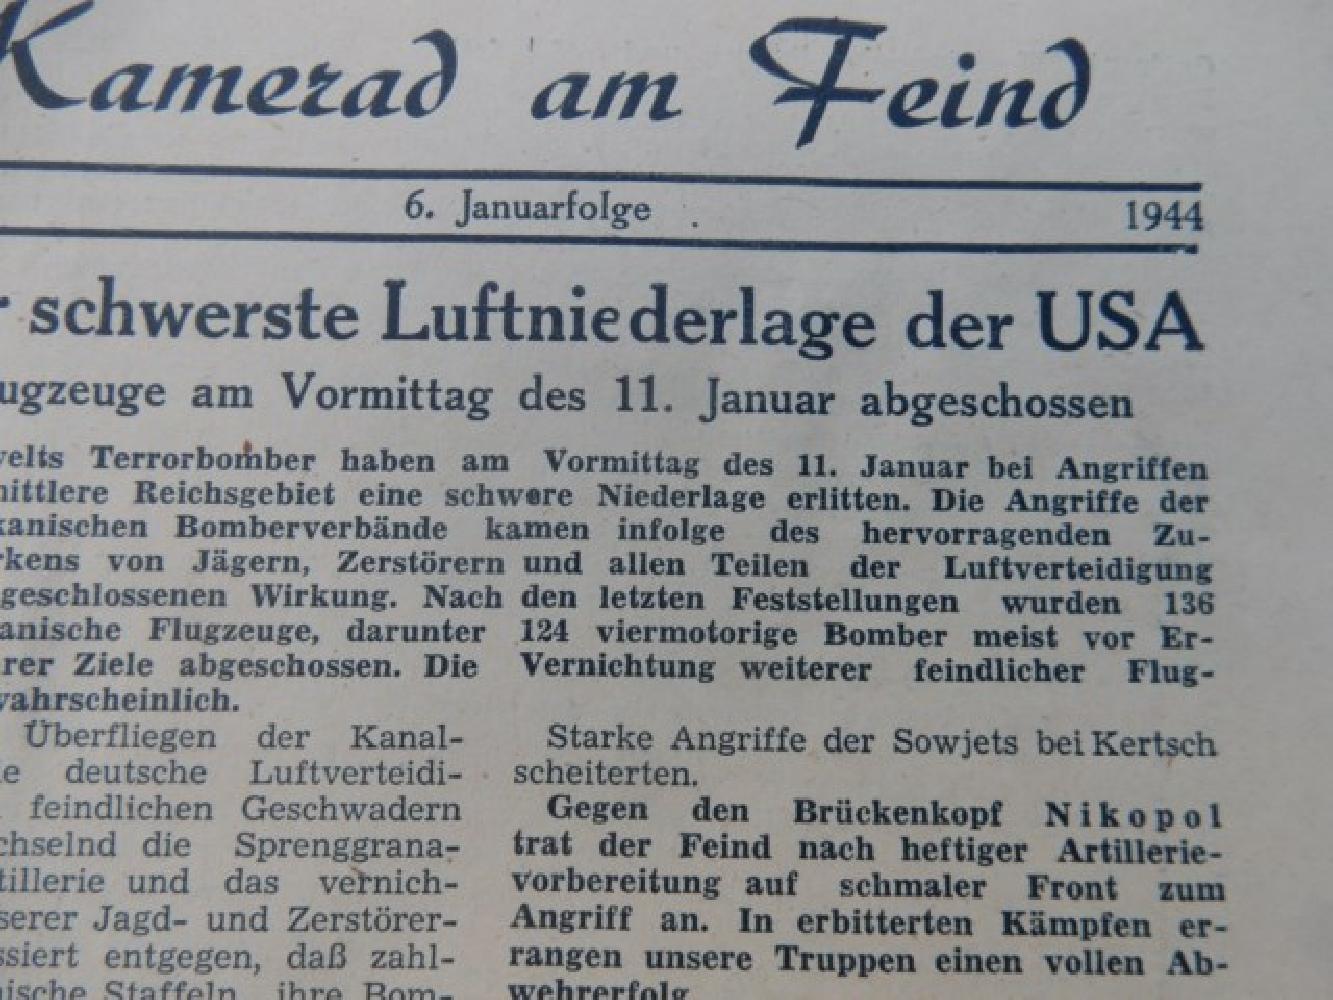 Kamerad am Feind
6. Januarfolge 1944
schwerste Luftniederlage der USA
ugzeuge am Vormittag des 11. Januar abgeschossen
velts Terrorbomber haben am Vormittag des 11. Januar bei Angriffen
nittlere Reichsgebiet eine schwere Niederlage erlitten. Die Angriffe der
kanischen Bomberverbände kamen infolge des hervorragenden Zu-
rkens von Jägern, Zerstörern und allen Teilen der Luftverteidigung
geschlossenen Wirkung. Nach den letzten Feststellungen wurden 136
anische Flugzeuge, darunter 124 viermotorige Bomber meist vor Er-
rer Ziele abgeschossen. Die Vernichtung weiterer feindlicher Flug-
wahrscheinlich.
Überfliegen der Kanal-
e deutsche Luftverteidi-
feindlichen Geschwadern
chselnd die Sprenggrana-
tillerie und das vernich-
serer Jagd- und Zerstörer-
ssiert entgegen, daß zahl-
nische Staffeln ihre Bom-
Starke Angriffe der Sowjets bei Kertsch
scheiterten.
Gegen den Brückenkopf Nikopol
trat der Feind nach heftiger Artillerie-
vorbereitung auf schmaler Front zum
Angriff an. In erbitterten Kämpfen er-
rangen unsere Truppen einen vollen Ab-
wehrerfolg